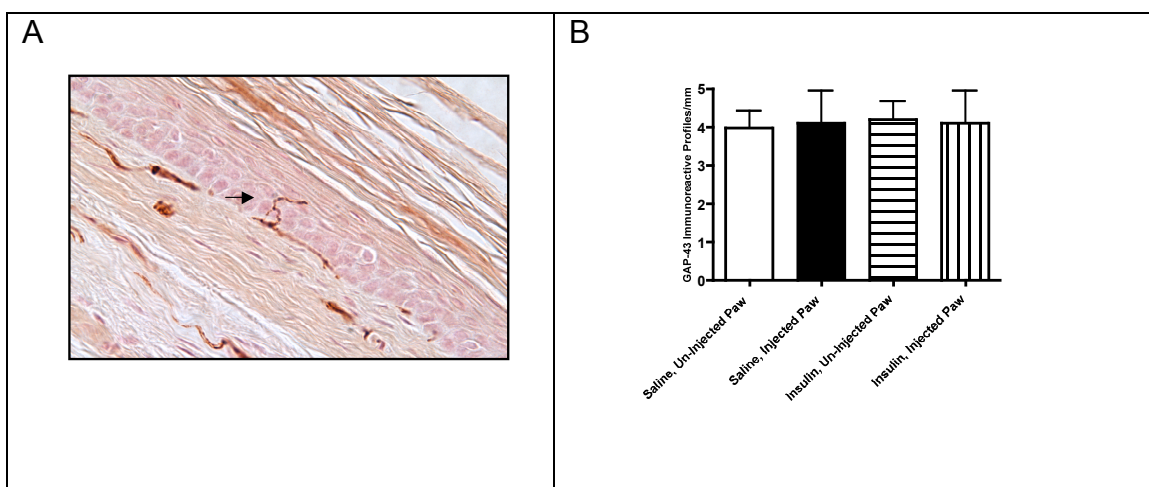 A
B
GAP-43 Immunoreactive Profiles/mm
5
4
3
2
1
0
Saline, Un-Injected Paw
Saline, Injected Paw
Insulin, Un-Injected Paw
Insulin, Injected Paw